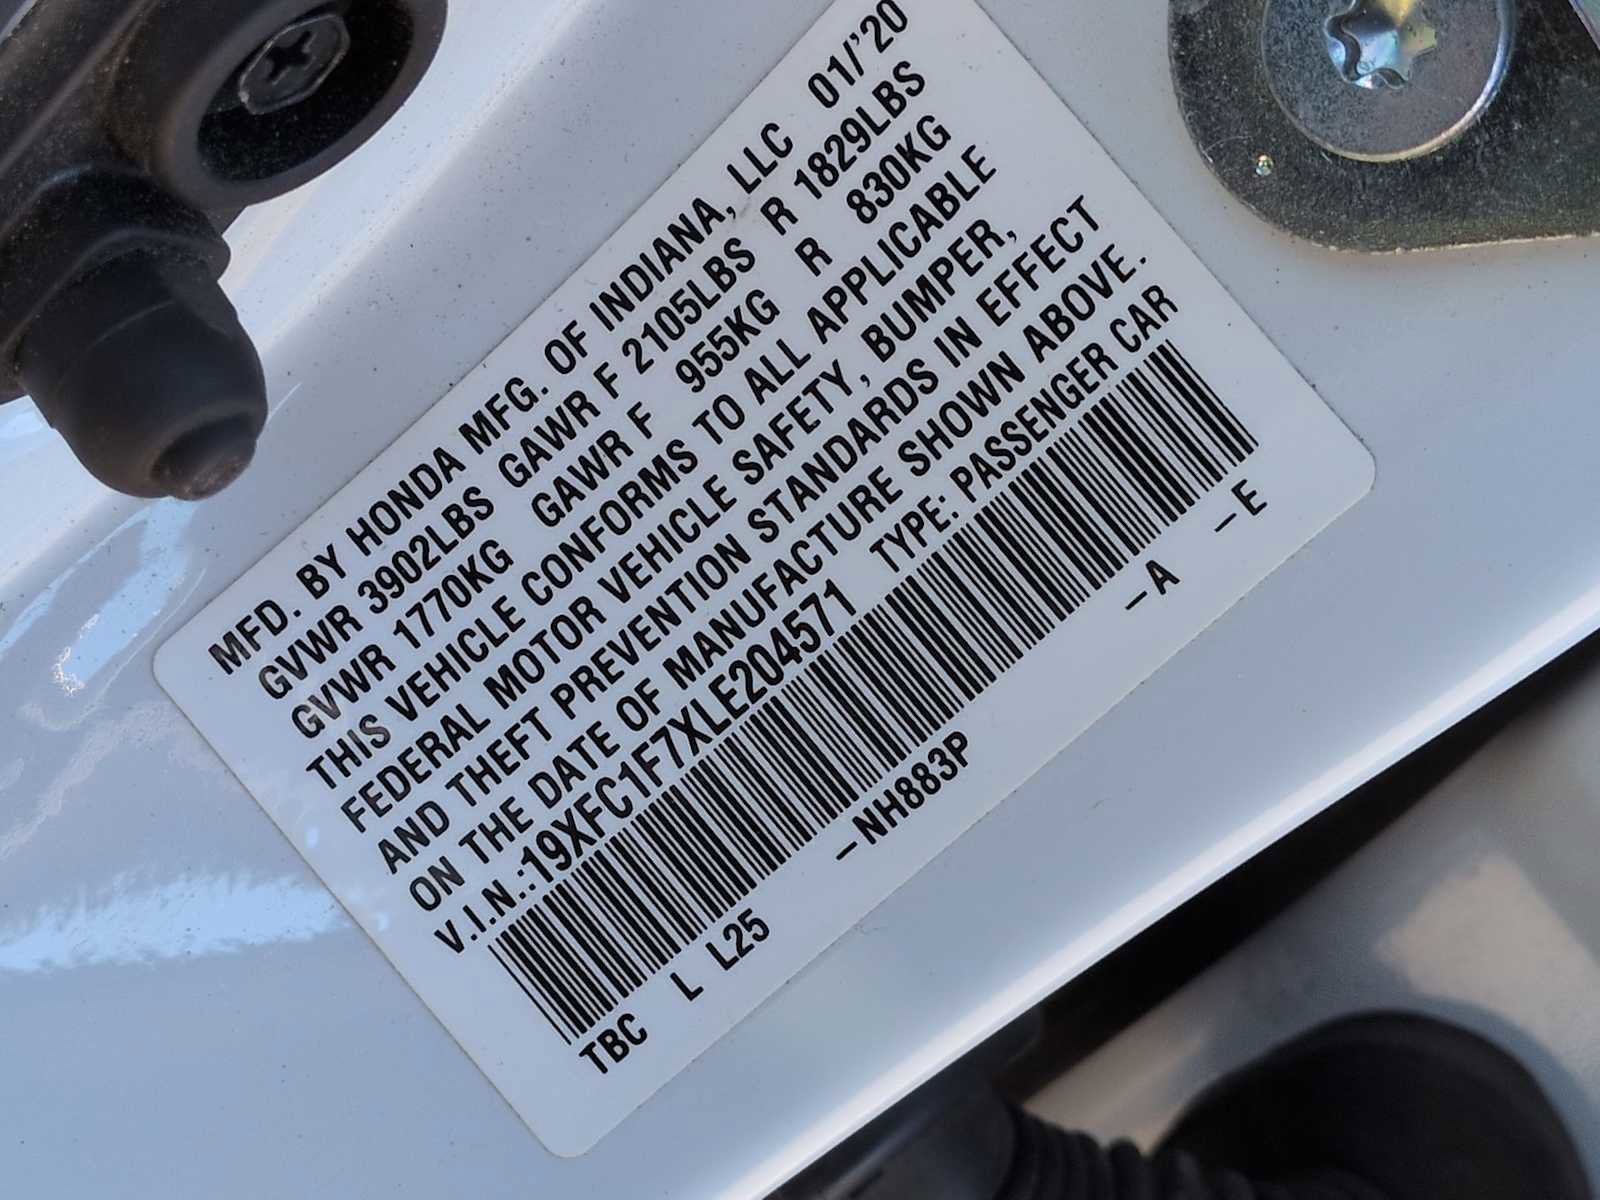 MFD. BY HONDA MFG. OF INDIANA, LLC 01/'20
GVWR 3902LBS GAWR F 2105LBS R 1829LBS
GVWR 1770KG GAWR F 955KG R 830KG
THIS VEHICLE CONFORMS TO ALL APPLICABLE
FEDERAL MOTOR VEHICLE SAFETY, BUMPER,
AND THEFT PREVENTION STANDARDS IN EFFECT
ON THE DATE OF MANUFACTURE SHOWN ABOVE.
V.I.N.:19XFC1F7XLE204571 TYPE: PASSENGER CAR
TBC L L25 –NH883P –A –E